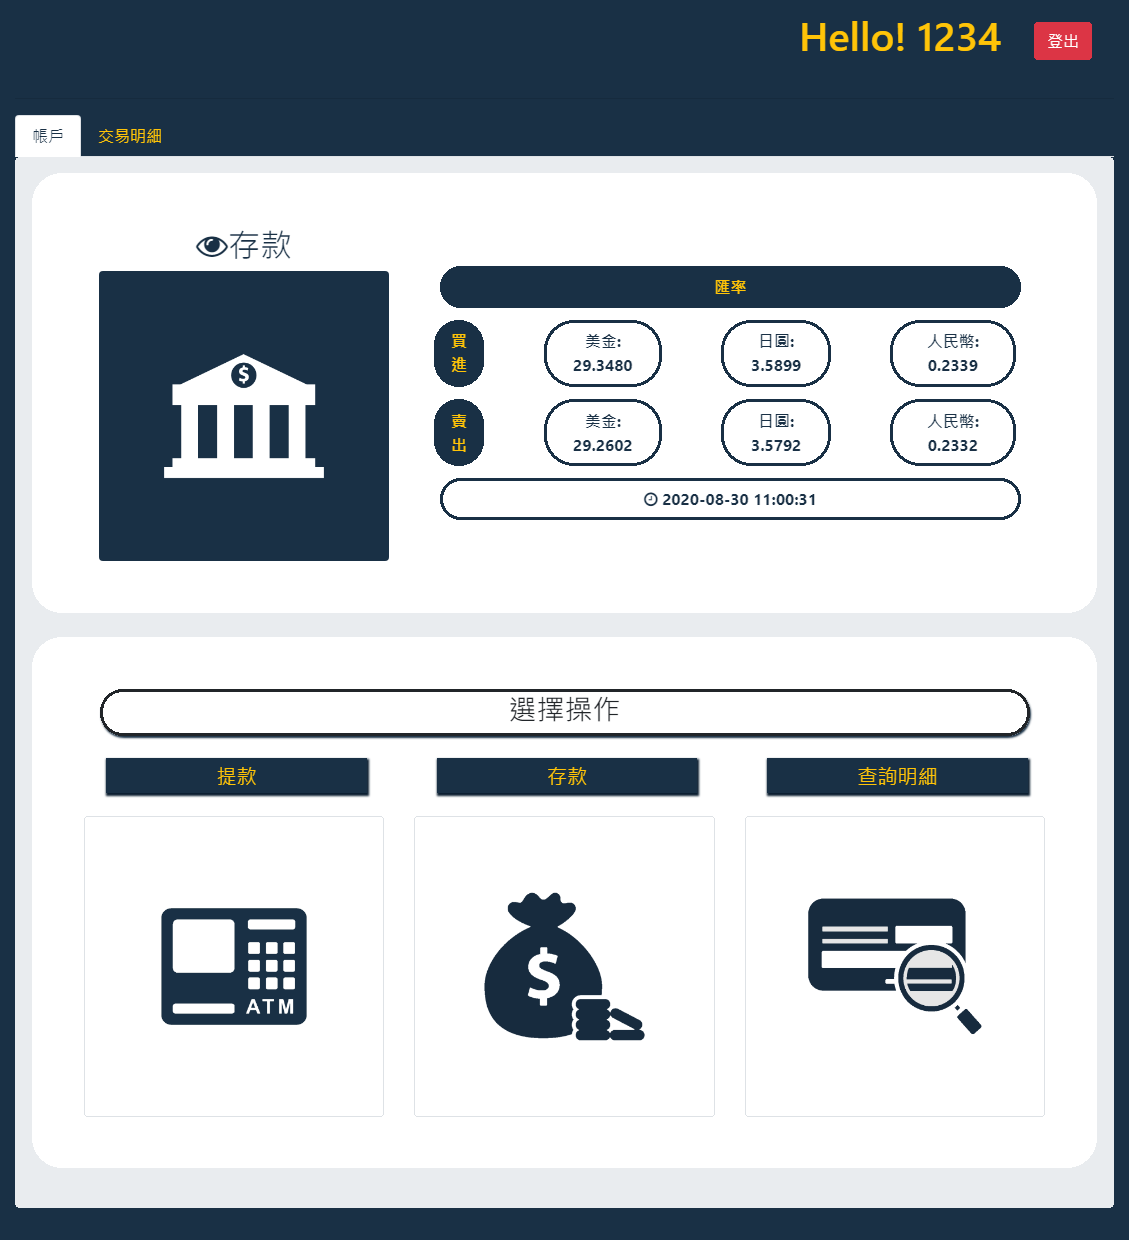 Hello! 1234
登出
帳戶
交易明細
存款
$
匯率
買
進
美金:
29.3480
日圓:
3.5899
人民幣:
0.2339
賣
出
美金:
29.2602
日圓:
3.5792
人民幣:
0.2332
2020-08-30 11:00:31
選擇操作
提款
存款
查詢明細
ATM
$